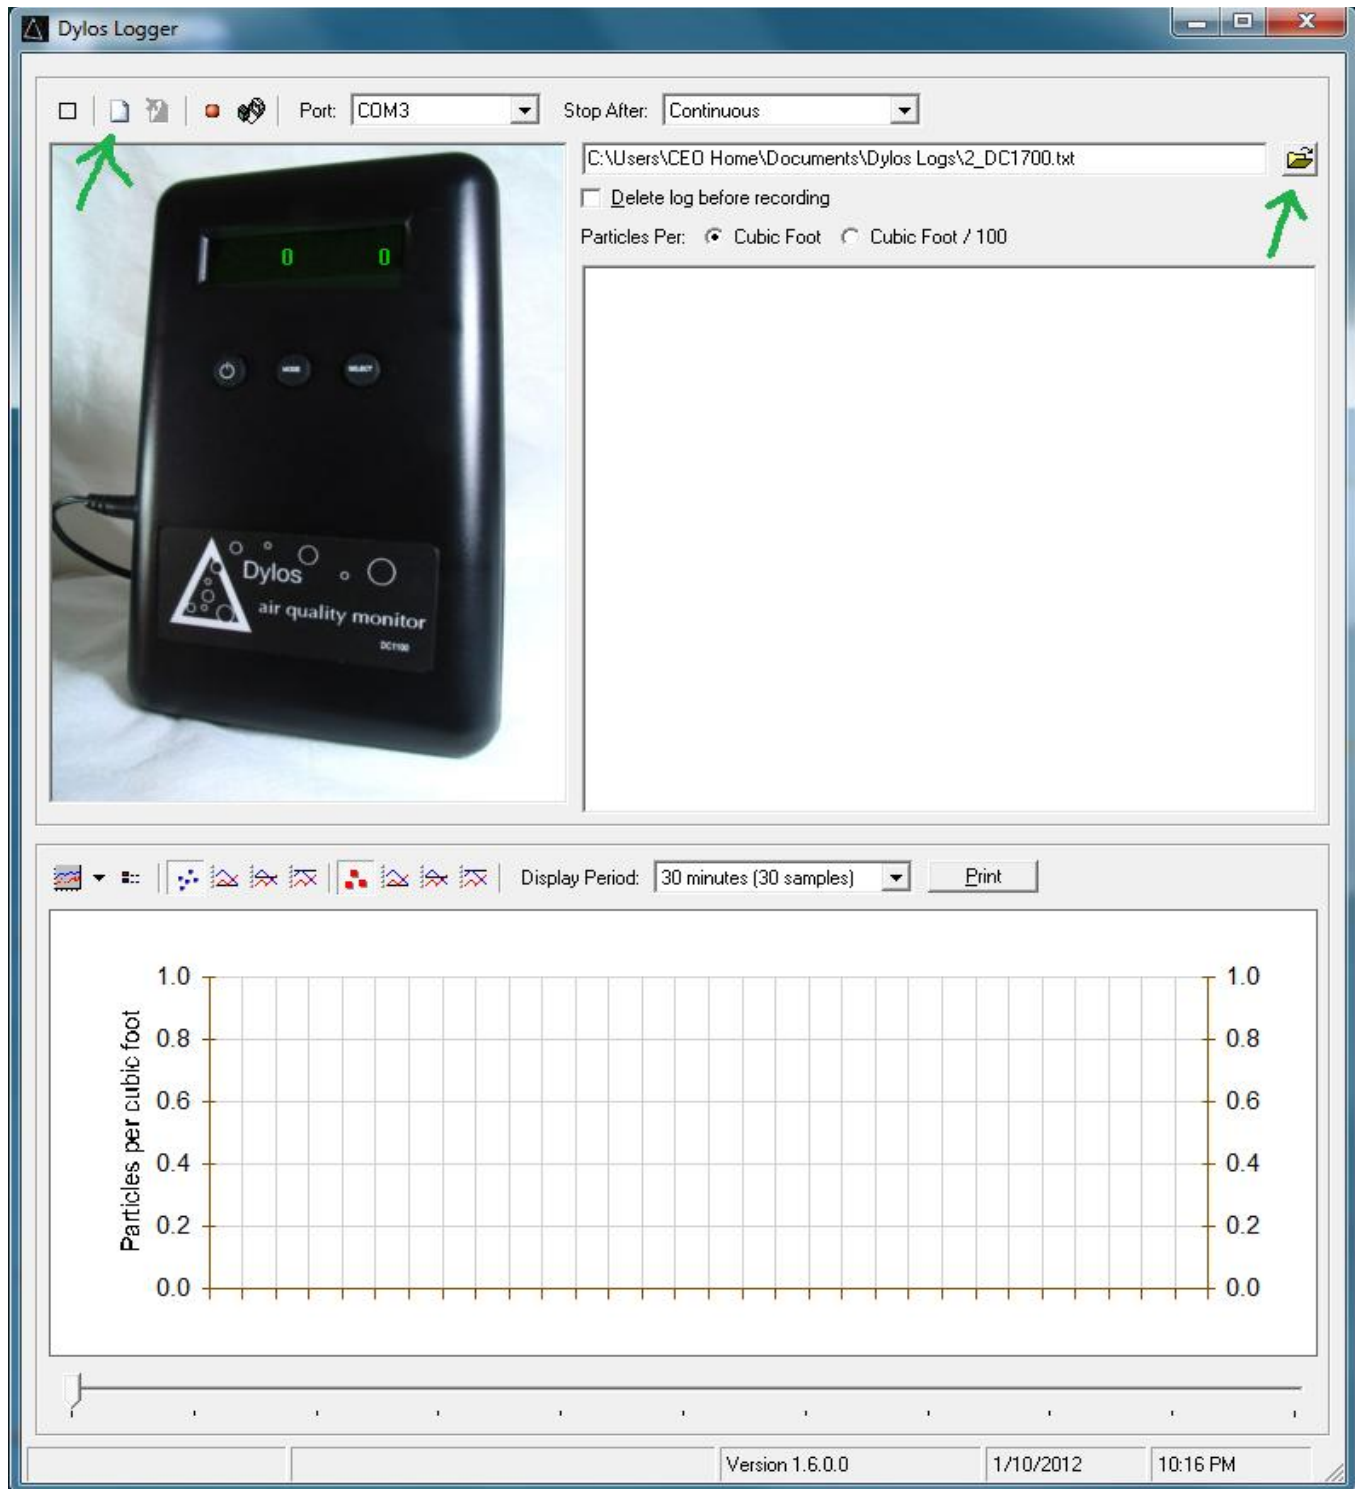 Dylos Logger
Port: COM3 Stop After: Continuous
C:\Users\CEO Home\Documents\Dylos Logs\2_DC1700.txt
Delete log before recording
Particles Per: Cubic Foot Cubic Foot / 100
0 0
MODE SELECT
Dylos
air quality monitor
DC1100
Display Period: 30 minutes (30 samples) Print
Particles per cubic foot
1.0 1.0
0.8 0.8
0.6 0.6
0.4 0.4
0.2 0.2
0.0 0.0
Version 1.6.0.0 1/10/2012 10:16 PM